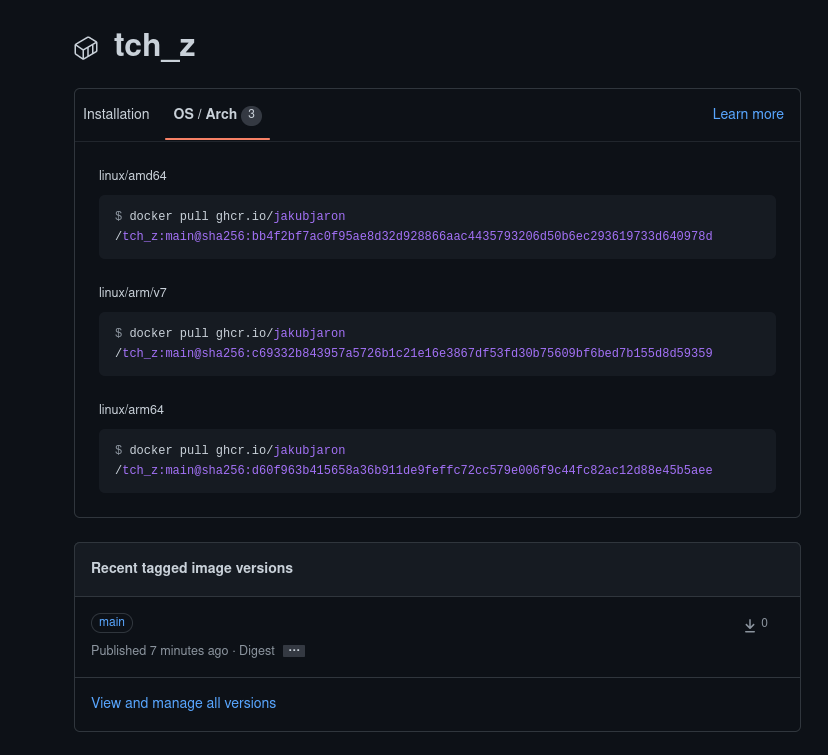 tch_z
Installation OS / Arch 3 Learn more
linux/amd64
$ docker pull ghcr.io/jakubjaron
/tch_z:main@sha256:bb4f2bf7ac0f95ae8d32d928866aac4435793206d50b6ec293619733d640978d
linux/arm/v7
$ docker pull ghcr.io/jakubjaron
/tch_z:main@sha256:c69332b843957a5726b1c21e16e3867df53fd30b75609bf6bed7b155d8d59359
linux/arm64
$ docker pull ghcr.io/jakubjaron
/tch_z:main@sha256:d60f963b415658a36b911de9feffc72cc579e006f9c44fc82ac12d88e45b5aee
Recent tagged image versions
main 0
Published 7 minutes ago · Digest ···
View and manage all versions